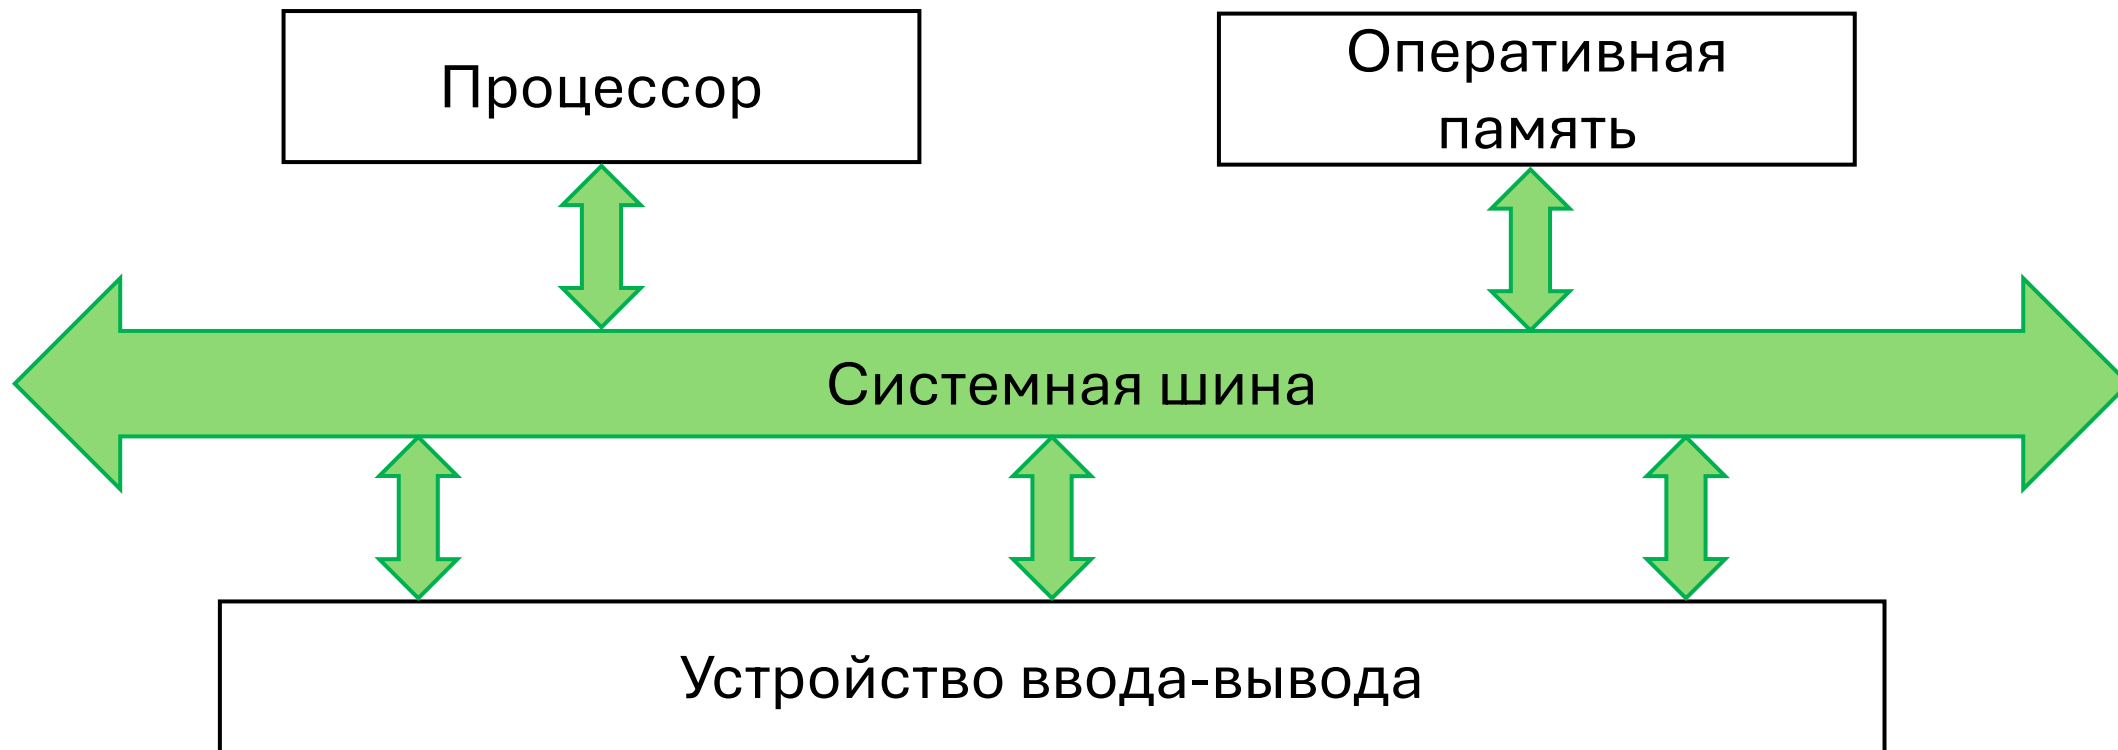 Процессор
Оперативная
память
Системная шина
Устройство ввода-вывода